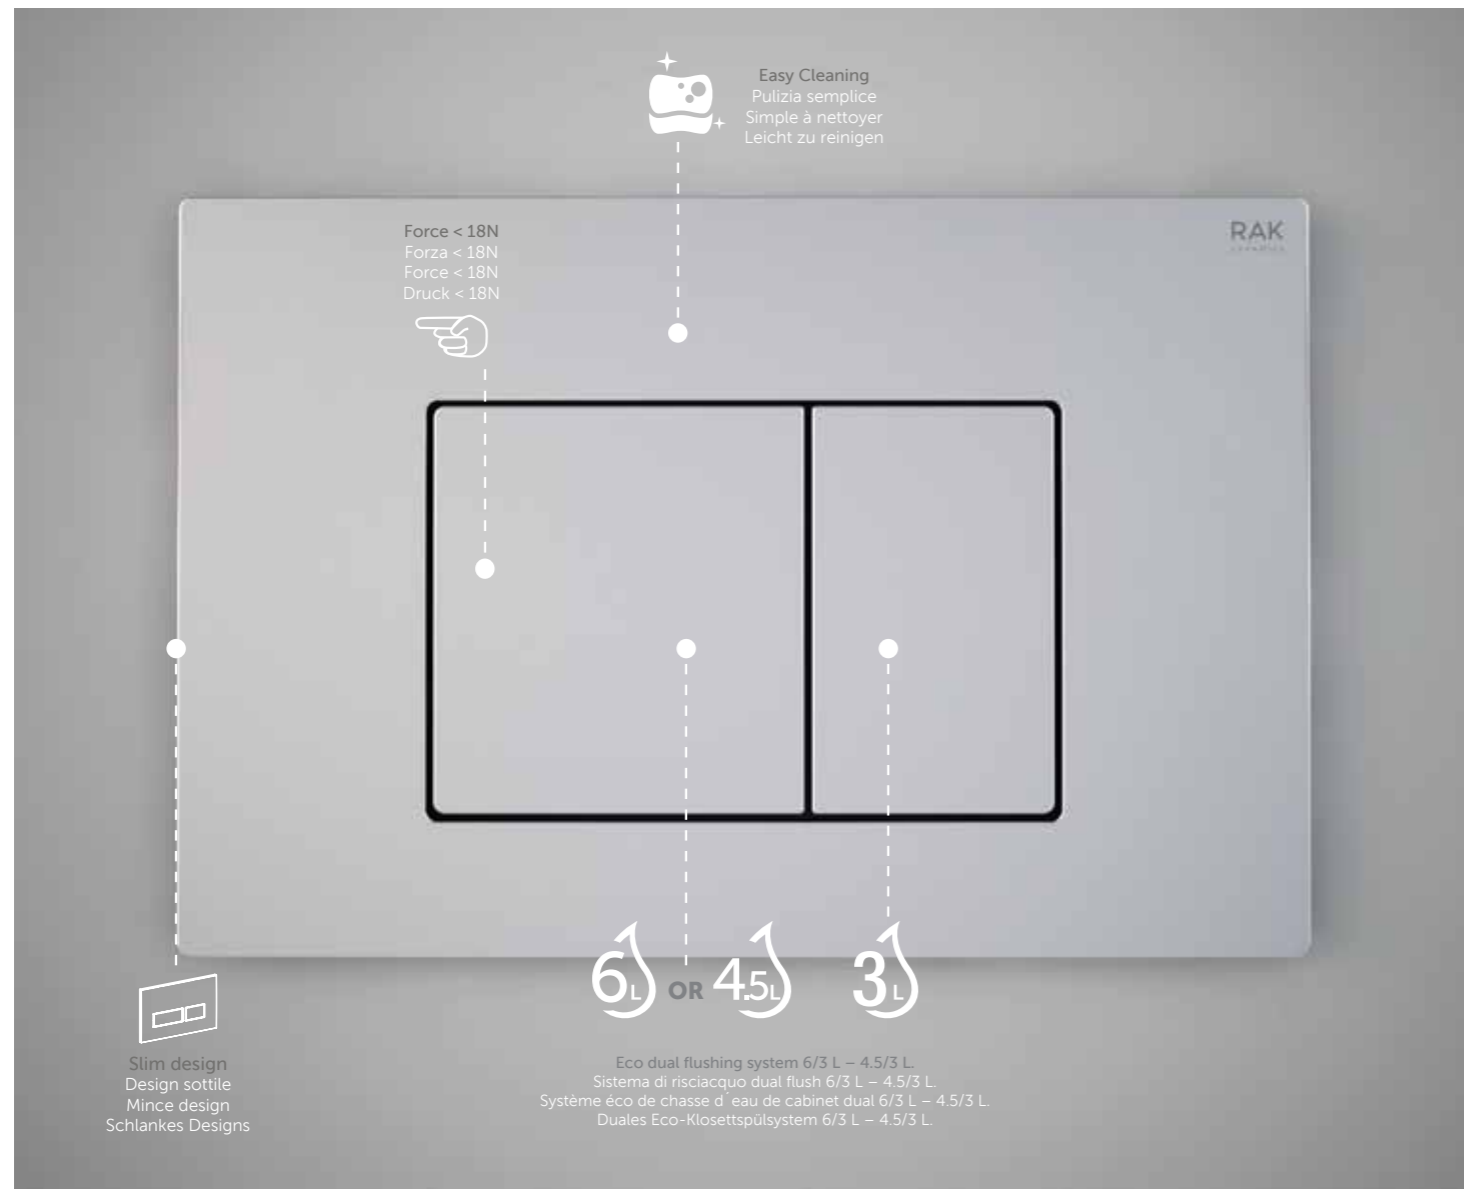 Easy Cleaning
Pulizia semplice
Simple à nettoyer
Leicht zu reinigen
Force < 18N
Forza < 18N
Force < 18N
Druck < 18N
RAK
ceramics
6L OR 4.5L 3L
Slim design
Design sottile
Mince design
Schlankes Designs
Eco dual flushing system 6/3 L – 4.5/3 L.
Sistema di risciacquo dual flush 6/3 L – 4.5/3 L.
Système éco de chasse d´eau de cabinet dual 6/3 L – 4.5/3 L.
Duales Eco-Klosettspülsystem 6/3 L – 4.5/3 L.